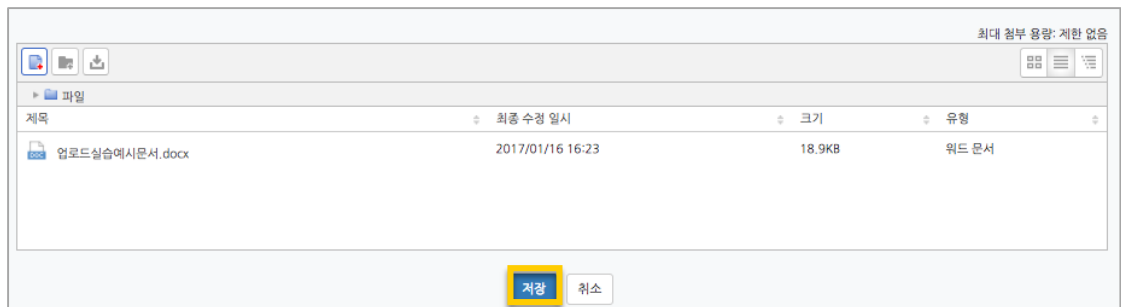 최대 첨부 용량: 제한 없음
파일
제목 최종 수정 일시 크기 유형
DOC 업로드실습예시문서.docx 2017/01/16 16:23 18.9KB 워드 문서
저장 취소